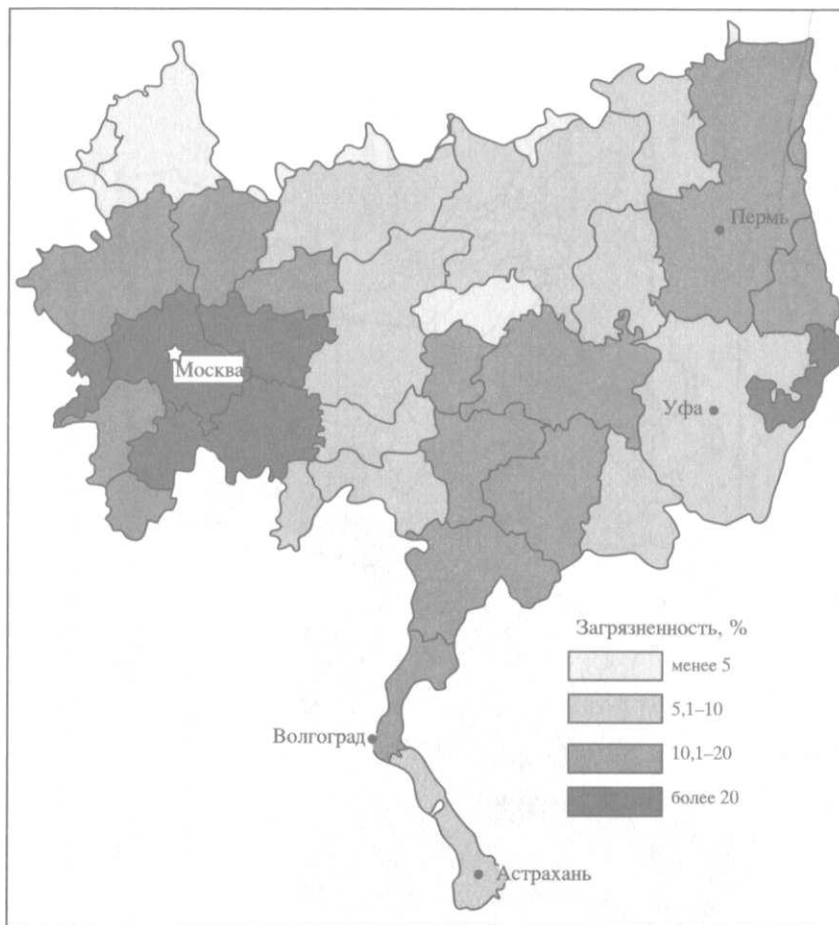 Пермь
Москва
Уфа
Загрязненность, %
менее 5
5,1–10
Волгоград
10,1–20
более 20
Астрахань